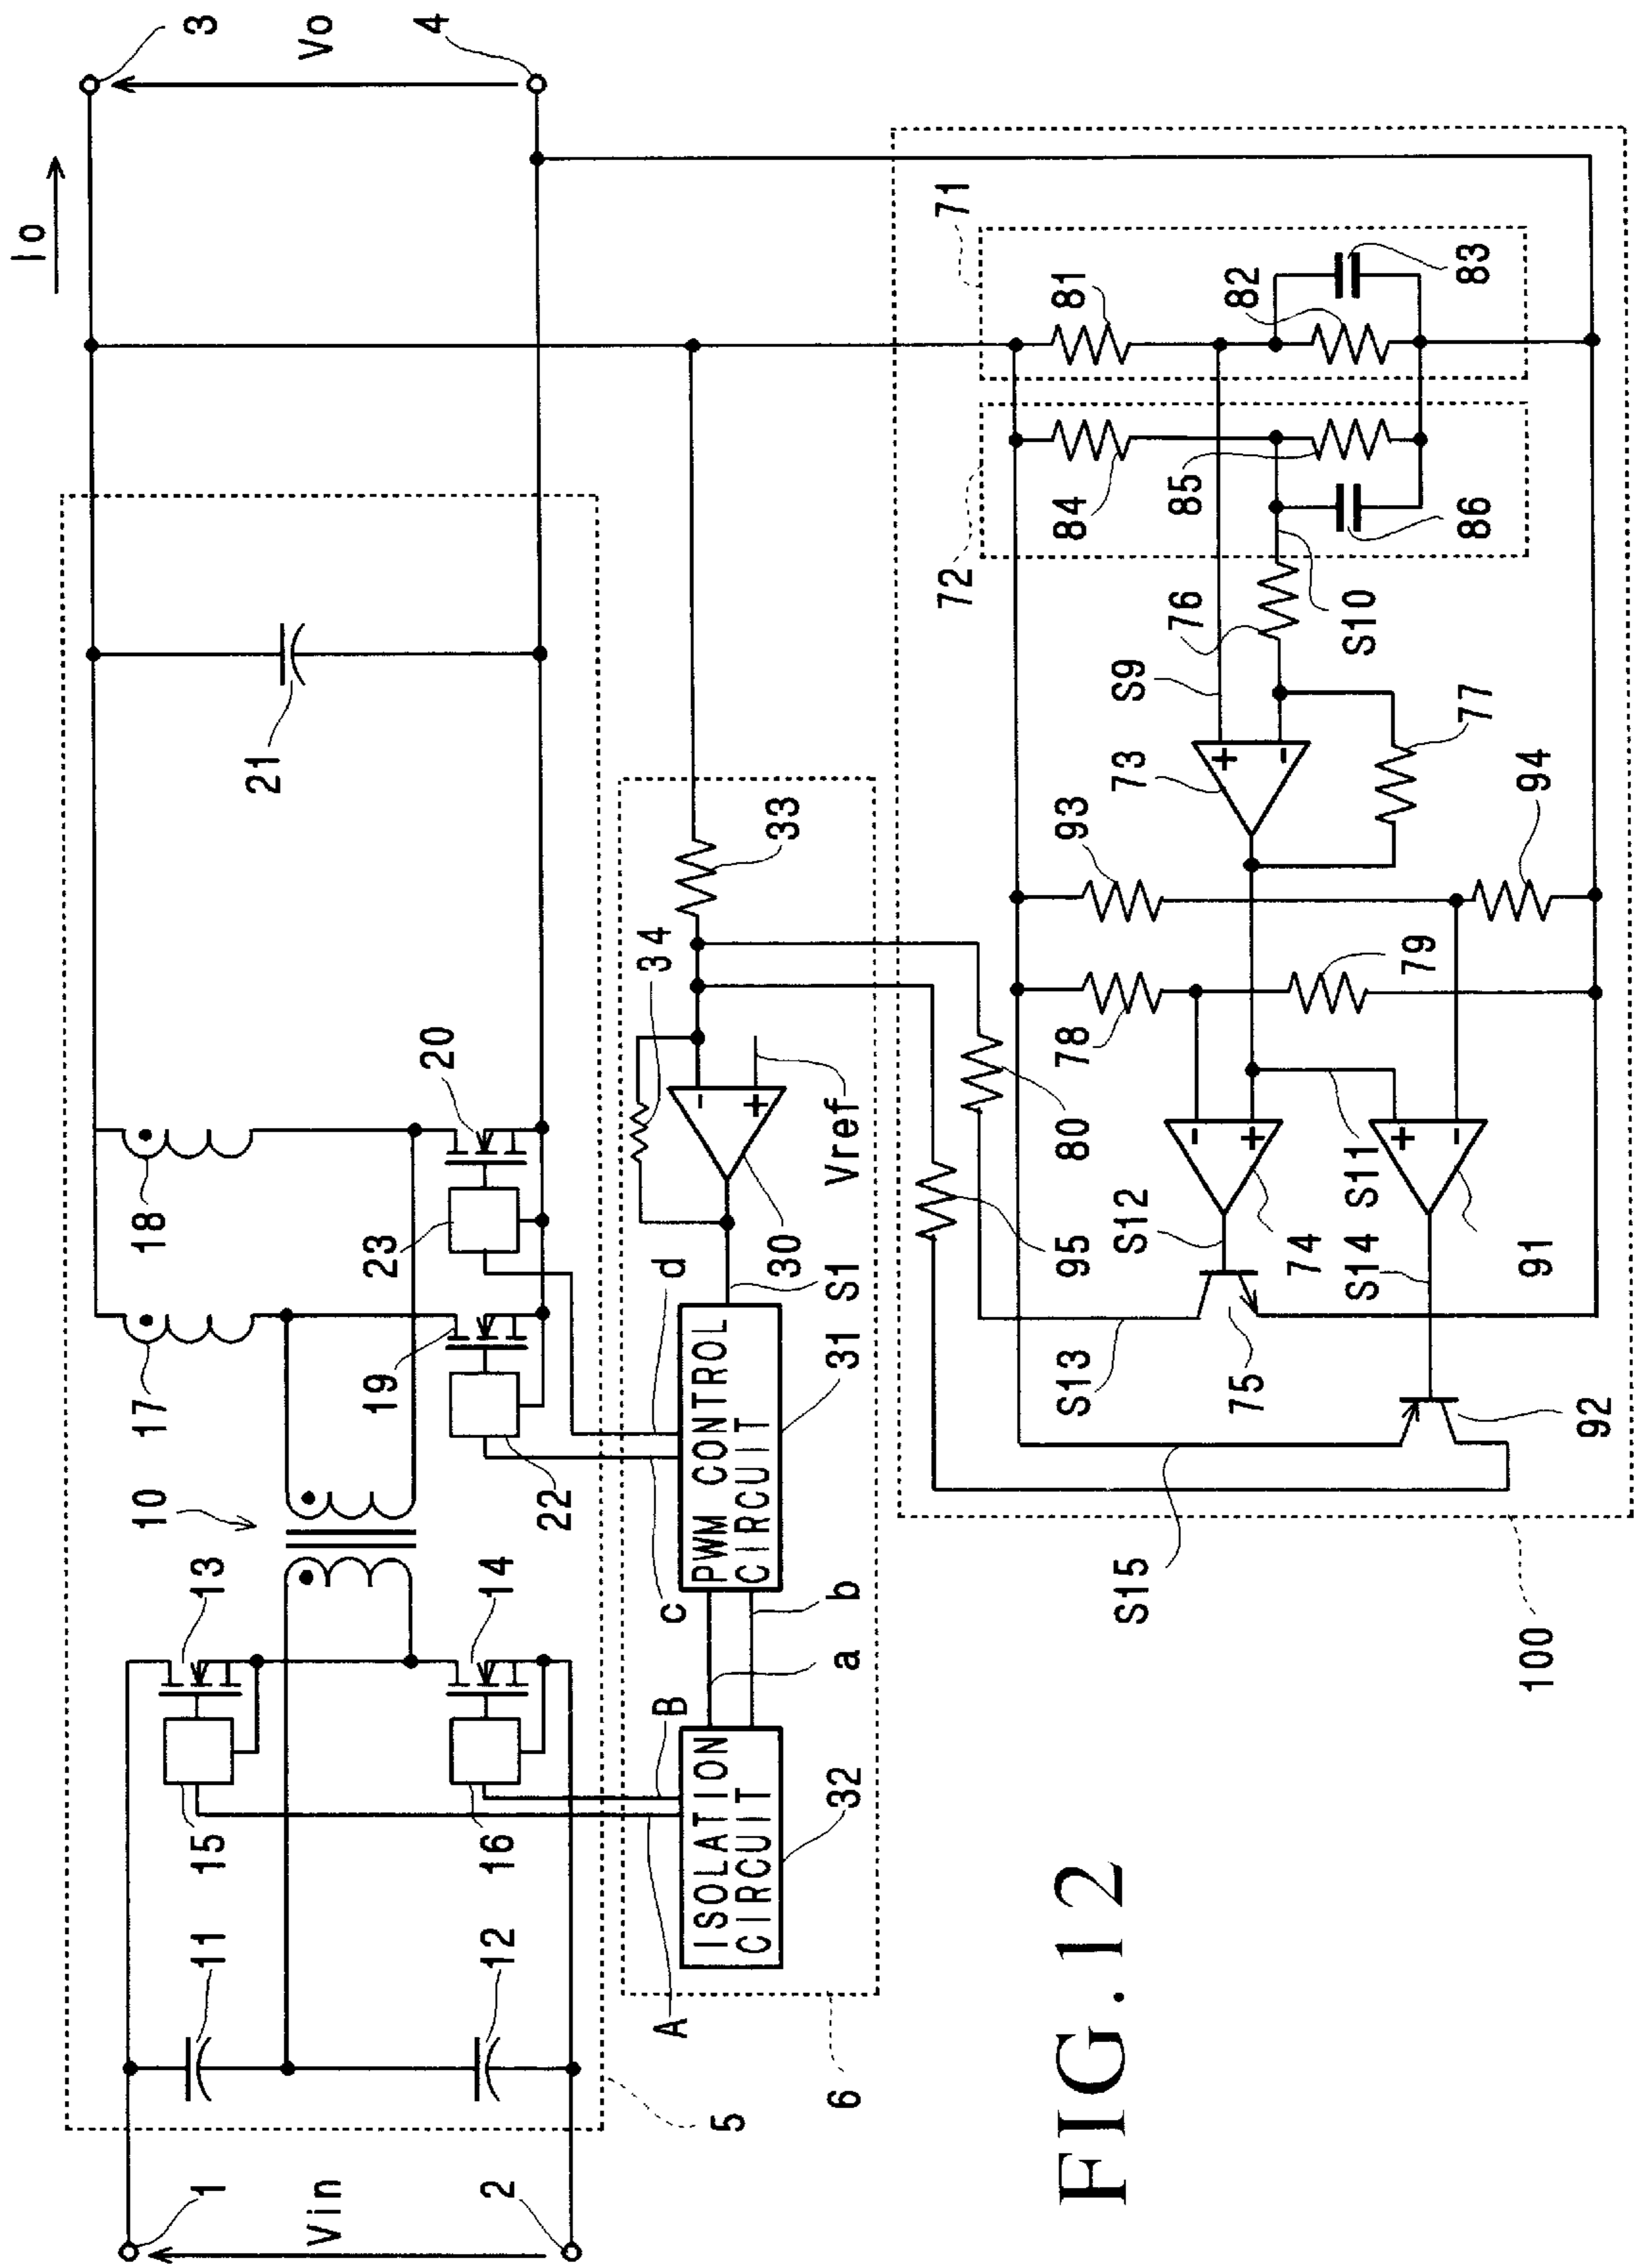 Io
3
Vo
4
18
17
10
13
14
15
16
11
12
1
Vin
2
5
19
20
21
22
23
33
34
Vref
30
S1
d
c
PWM CONTROL
CIRCUIT
31
b
a
B
A
ISOLATION
CIRCUIT
32
6
71
81
82
83
72
84
85
86
76
S10
S9
73
77
93
94
78
79
80
95
S12
74
S11
S14
91
S13
75
92
S15
100
FIG.12
+
-
+
-
+
-
+
-